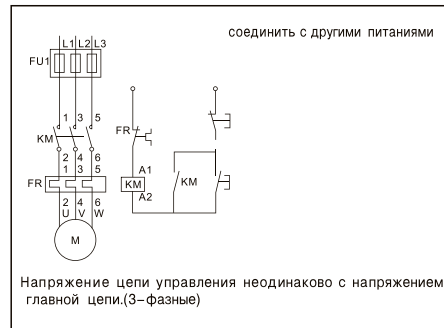 соединить с другими питаниями
L1 L2 L3
FU1
1 3 5
KM
FR
2 4 6
1 3 5
A1
FR
KM
KM
A2
2 4 6
U V W
M
Напряжение цепи управления неодинаково с напряжением
главной цепи.(3-фазные)